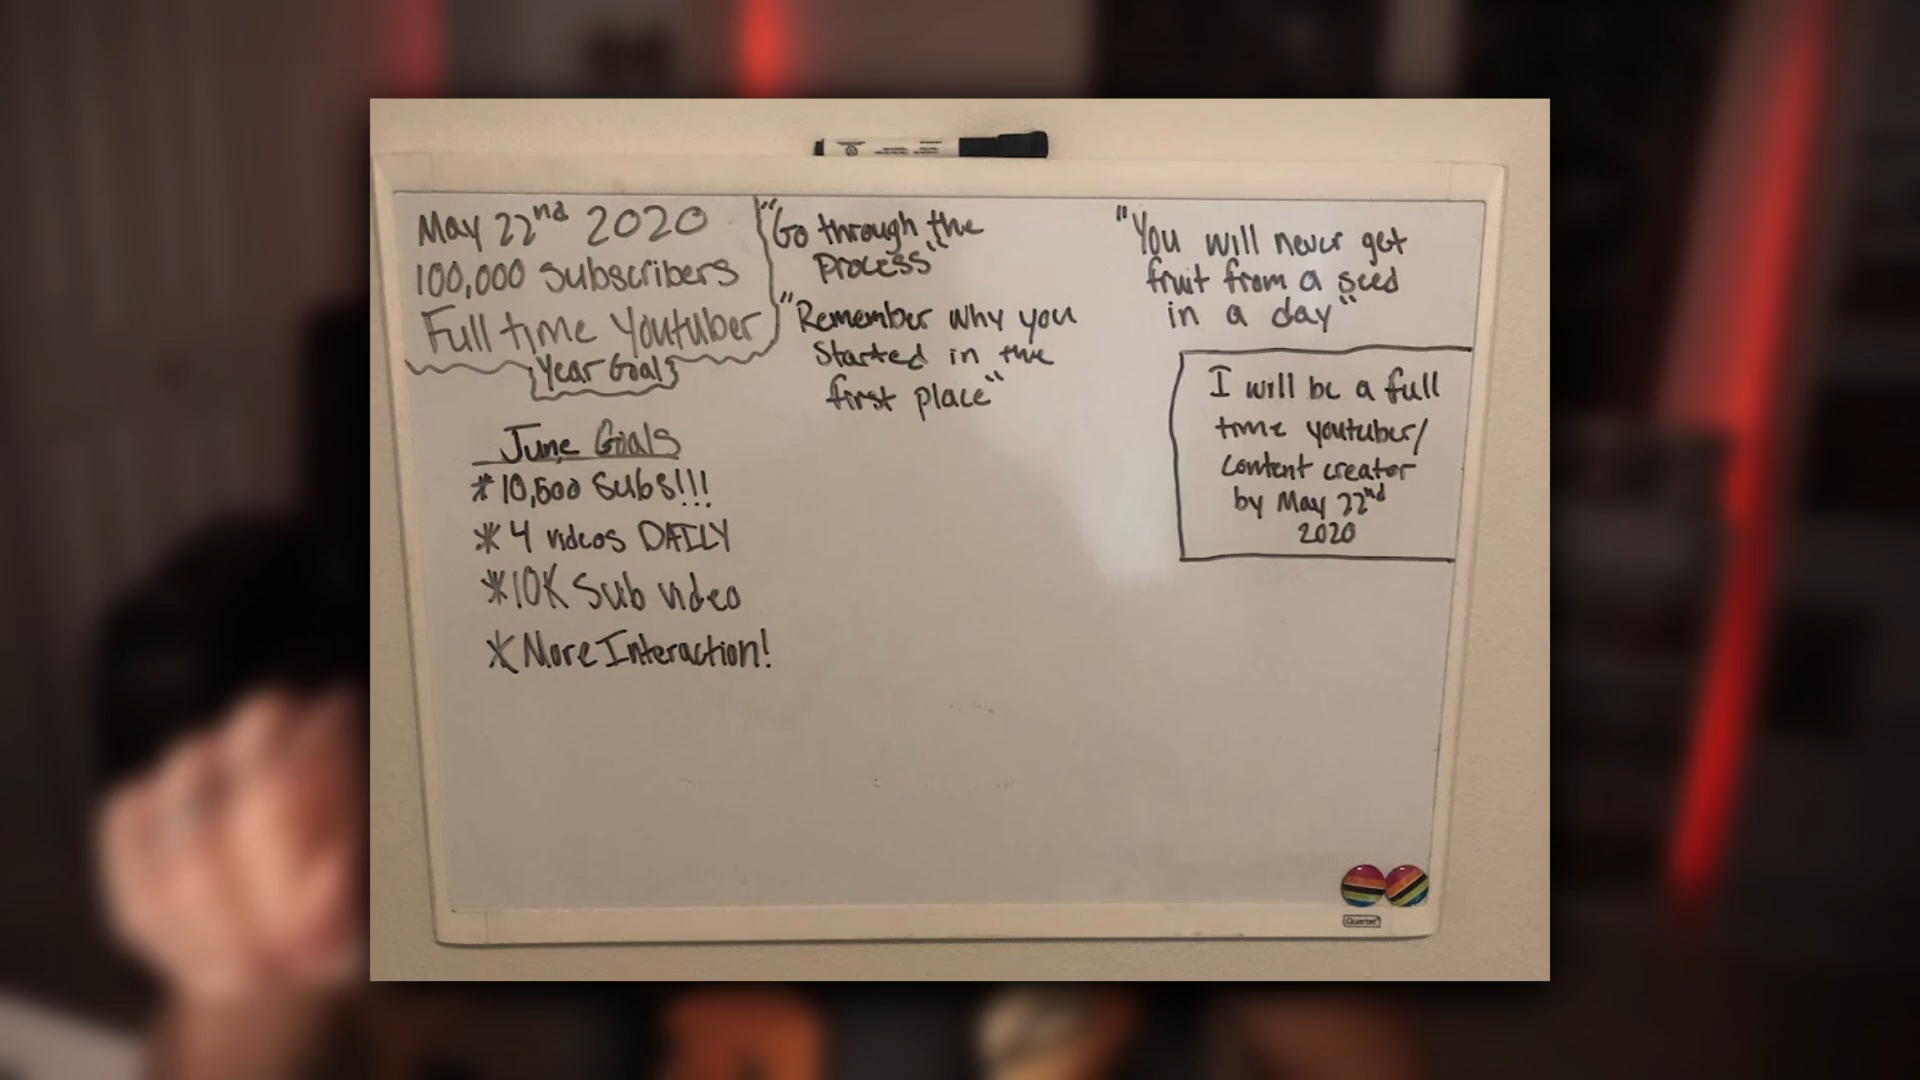 May 22nd 2020
100,000 subscribers
Full time Youtuber
Year Goals
June Goals
* 10,500 Subs!!!
* 4 videos DAILY
* 10K Sub video
* More Interaction!
"Go through the
process"
"Remember why you
started in the
first place"
"You will never get
fruit from a seed
in a day"
I will be a full
time youtuber/
content creator
by May 22nd
2020
Quartet